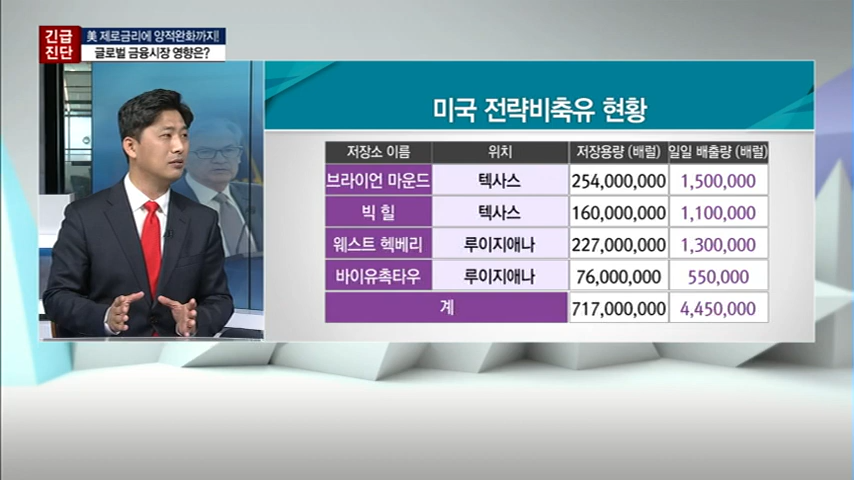 긴급
진단
美 제로금리에 양적완화까지!
글로벌 금융시장 영향은?
미국 전략비축유 현황
저장소 이름 위치 저장용량 (배럴) 일일 배출량 (배럴)
브라이언 마운드 텍사스 254,000,000 1,500,000
빅 힐 텍사스 160,000,000 1,100,000
웨스트 헥베리 루이지애나 227,000,000 1,300,000
바이유촉타우 루이지애나 76,000,000 550,000
계 717,000,000 4,450,000